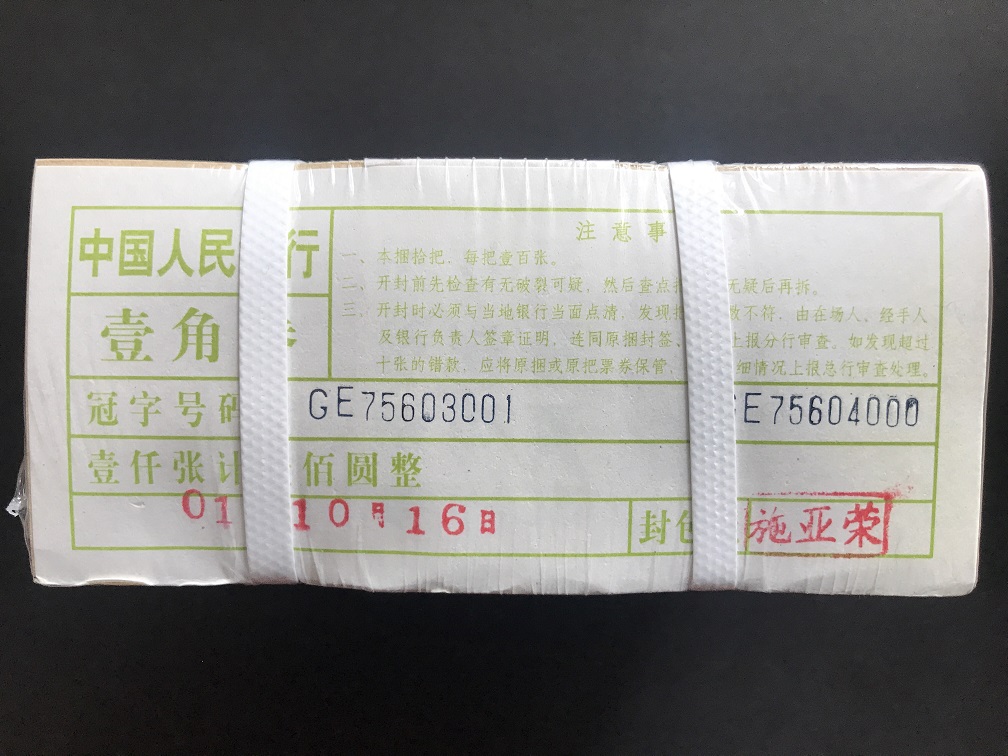 中国人民 行
壹角
注意事
一、本捆拾把，每把壹百张。
二、开封前先检查有无破裂可疑，然后查点 无疑后再拆。
三、开封时必须与当地银行当面点清，发现 不符，由在场人、经手人
及银行负责人签章证明，连同原捆封签、 上报分行审查。如发现超过
十张的错款，应将原捆或原把票券保管， 细情况上报总行审查处理。
冠字号码 GE75603001 E75604000
壹仟张计 佰圆整
01 10月16日 封包 施亚荣